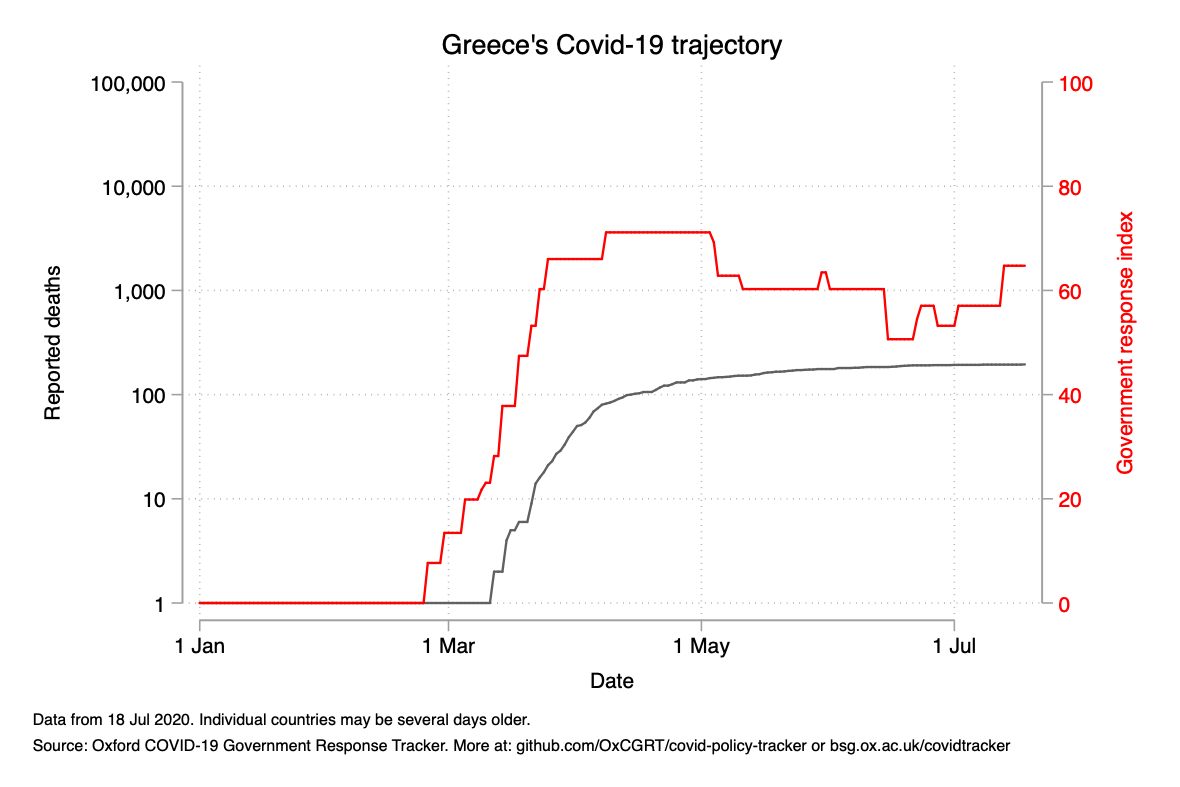 Greece's Covid-19 trajectory
100,000
10,000
1,000
100
10
1
Reported deaths
100
80
60
40
20
0
Government response index
1 Jan
1 Mar
1 May
1 Jul
Date
Data from 18 Jul 2020. Individual countries may be several days older.
Source: Oxford COVID-19 Government Response Tracker. More at: github.com/OxCGRT/covid-policy-tracker or bsg.ox.ac.uk/covidtracker